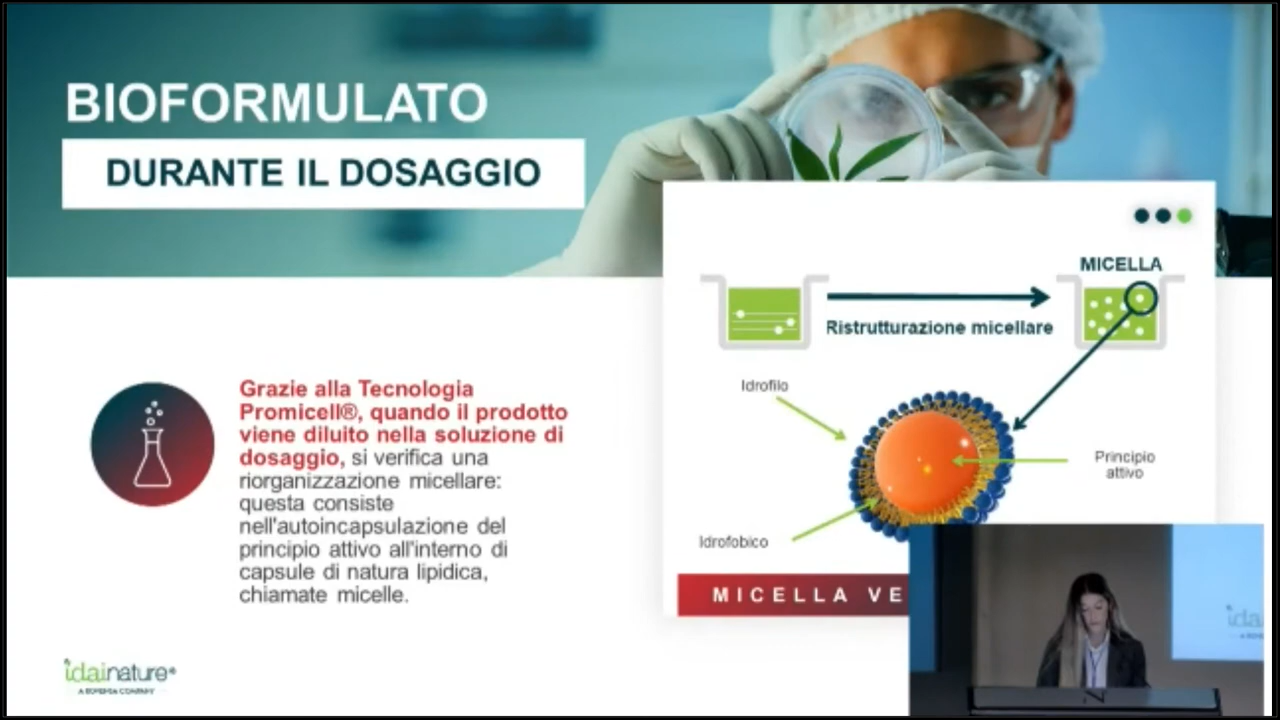 BIOFORMULATO
DURANTE IL DOSAGGIO
MICELLA
Ristrutturazione micellare
Idrofilo
Principio
attivo
Idrofobico
MICELLA VE
Grazie alla Tecnologia
Promicell®, quando il prodotto
viene diluito nella soluzione di
dosaggio, si verifica una
riorganizzazione micellare:
questa consiste
nell'autoincapsulazione del
principio attivo all'interno di
capsule di natura lipidica,
chiamate micelle.
idainature®
A ROVENSA COMPANY